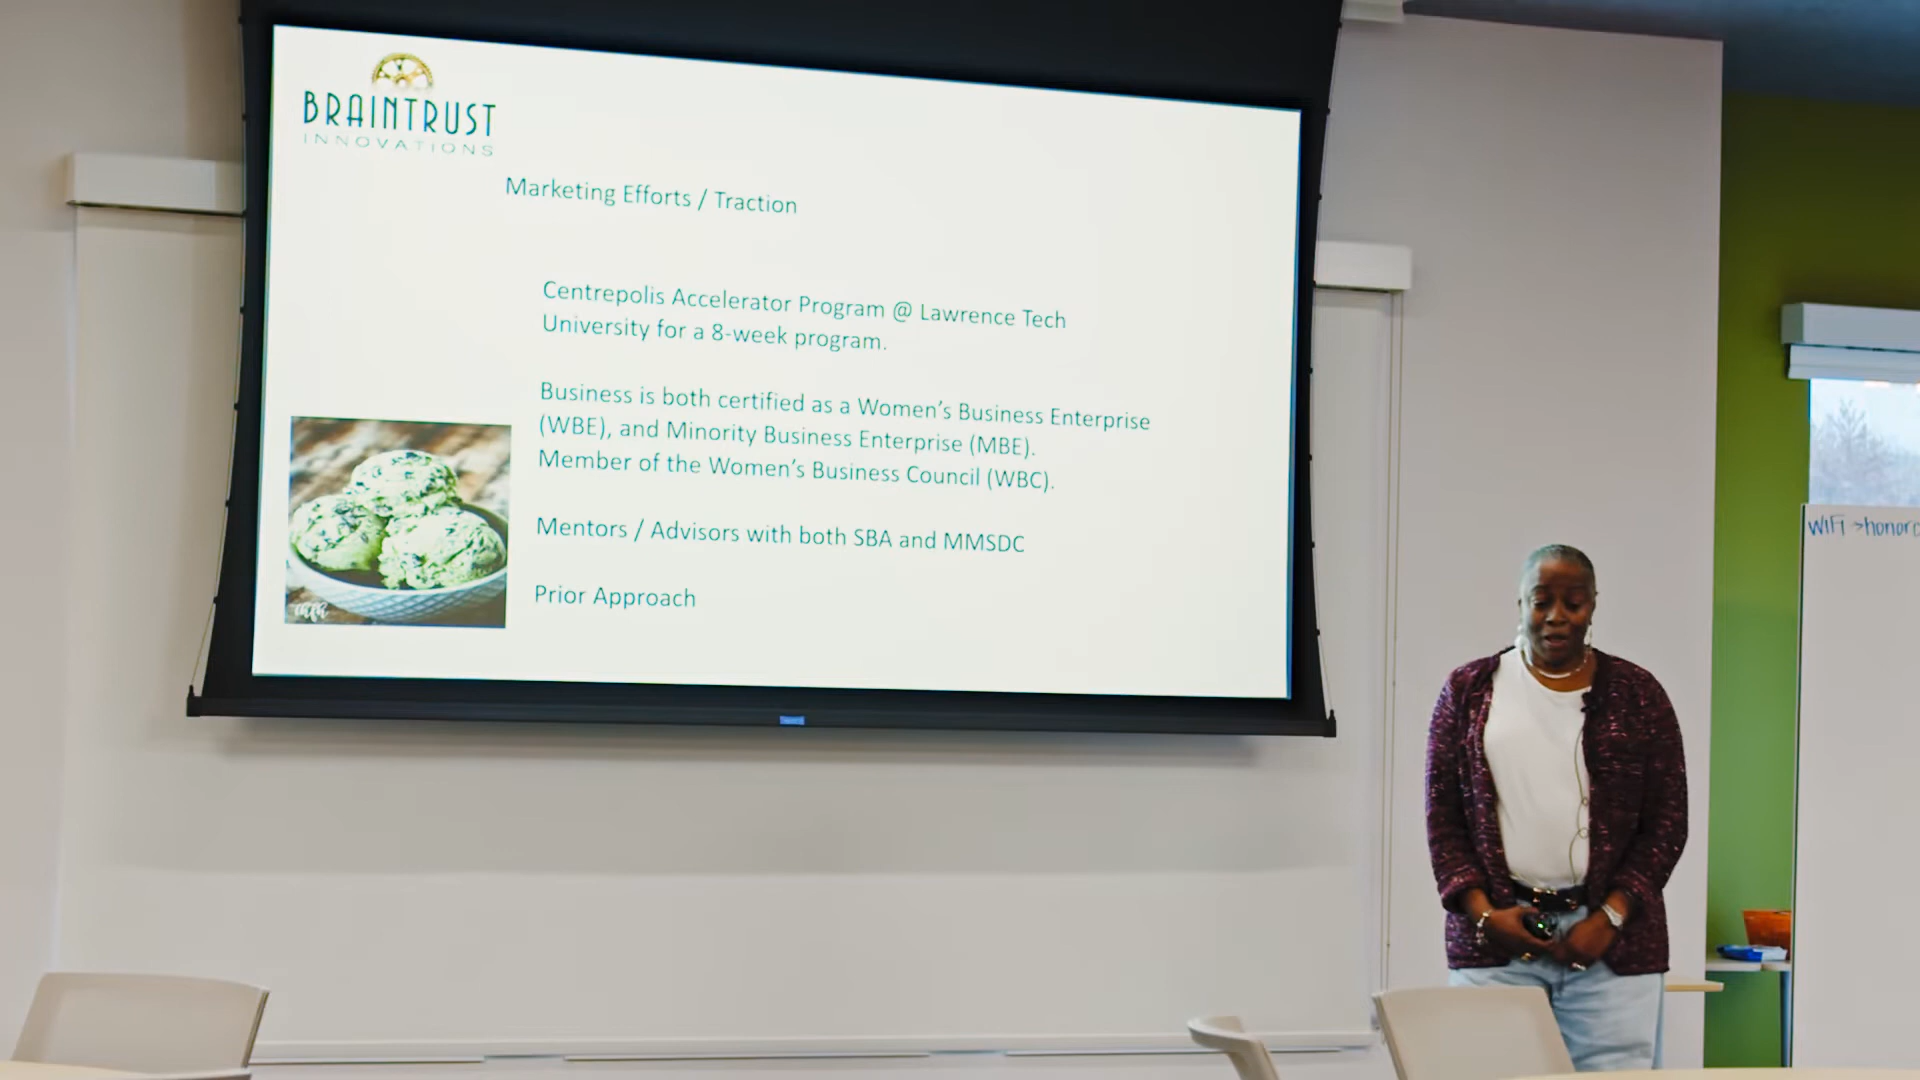 BRAINTRUST
INNOVATIONS
Marketing Efforts / Traction
Centrepolis Accelerator Program @ Lawrence Tech
University for a 8-week program.
Business is both certified as a Women’s Business Enterprise
(WBE), and Minority Business Enterprise (MBE).
Member of the Women’s Business Council (WBC).
Mentors / Advisors with both SBA and MMSDC
Prior Approach
WIFI ->honor